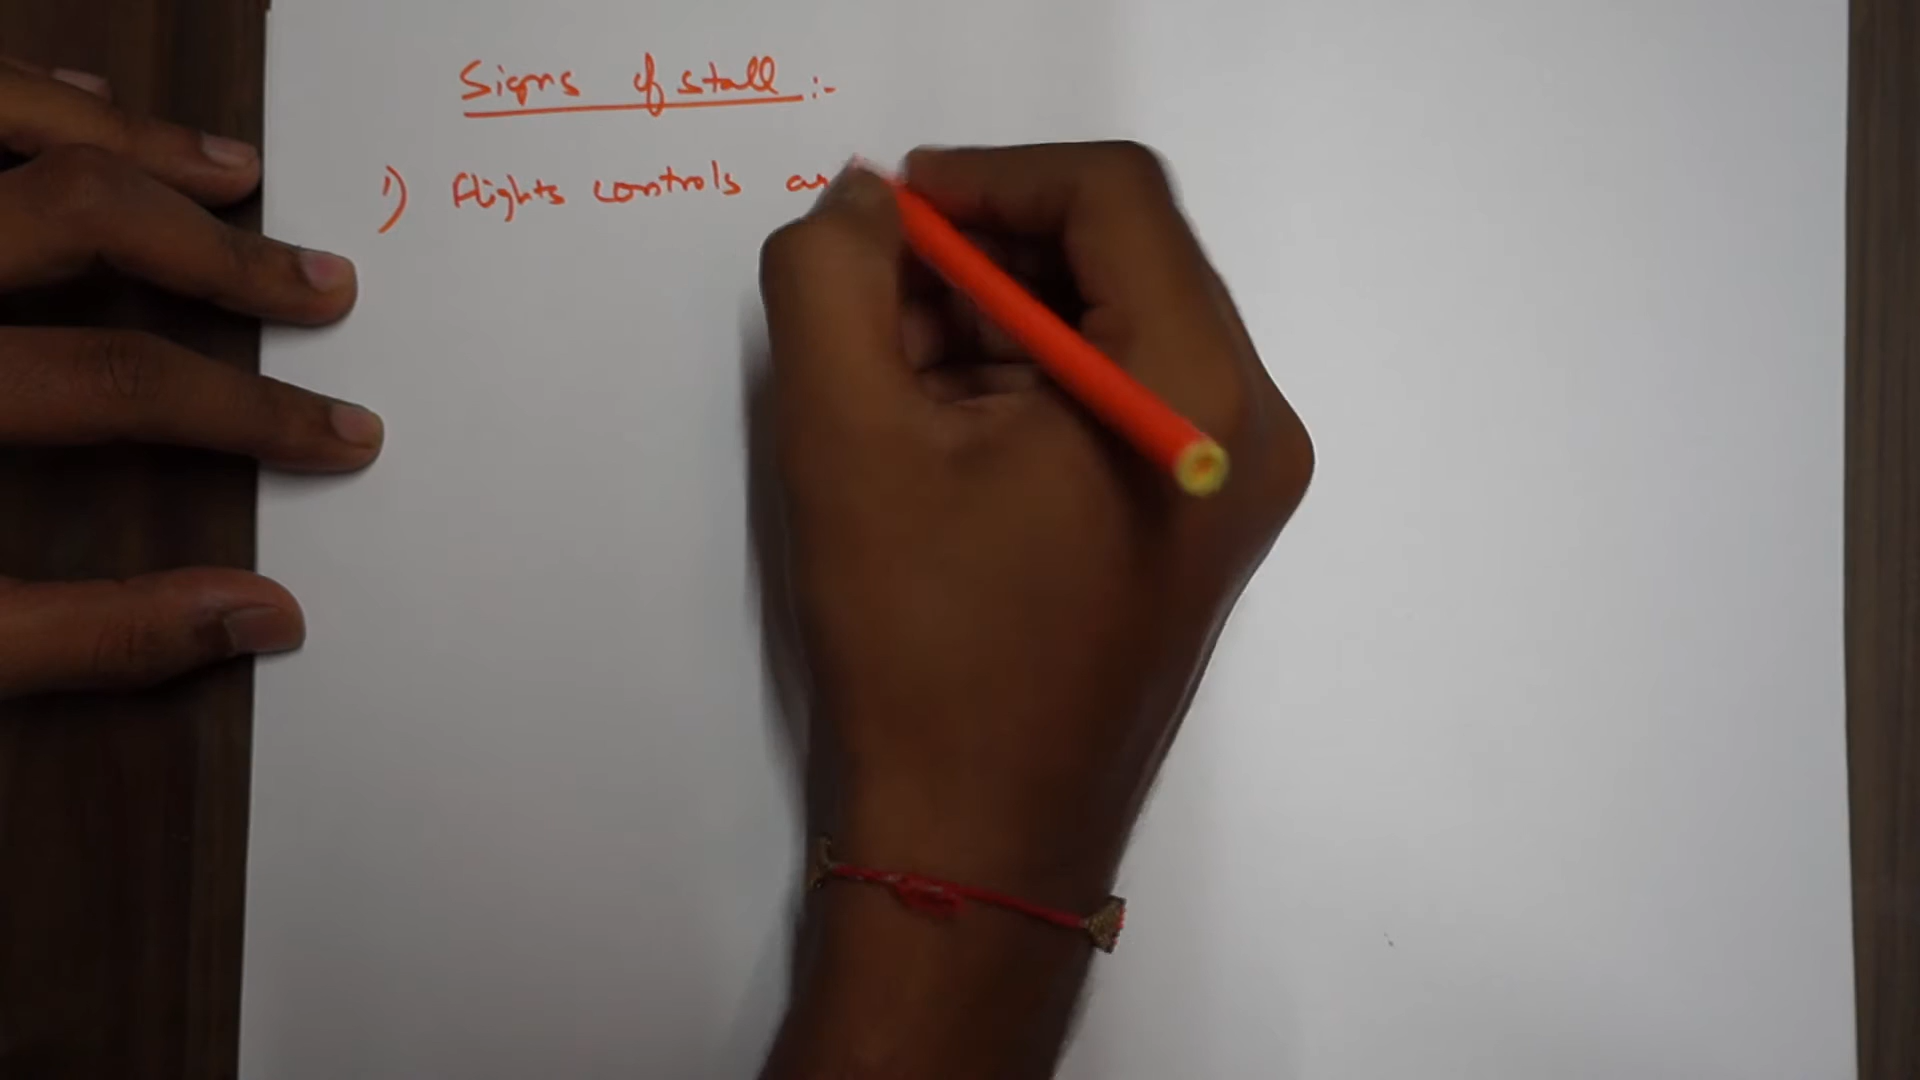 Signs of stall :-
1) flights controls